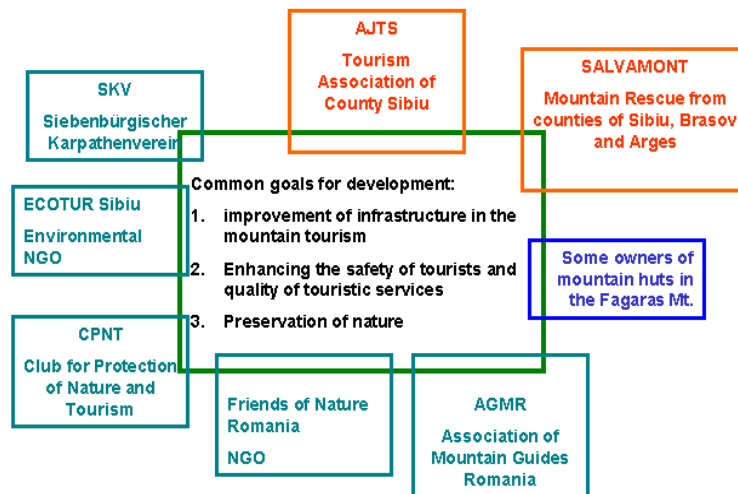 AJTS
Tourism
Association of
County Sibiu
SALVAMONT
Mountain Rescue from
counties of Sibiu, Brasov
and Arges
SKV
Siebenbürgischer
Karpathenverein
Common goals for development:
1. improvement of infrastructure in the
mountain tourism
2. Enhancing the safety of tourists and
quality of touristic services
3. Preservation of nature
ECOTUR Sibiu
Environmental
NGO
Some owners of
mountain huts in
the Fagaras Mt.
CPNT
Club for Protection
of Nature and
Tourism
Friends of Nature
Romania
NGO
AGMR
Association of
Mountain Guides
Romania